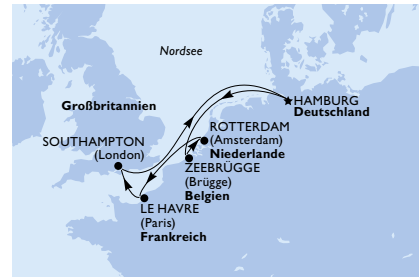 Nordsee
Großbritannien
HAMBURG
Deutschland
ROTTERDAM
(Amsterdam)
Niederlande
SOUTHAMPTON
(London)
ZEEBRÜGGE
(Brügge)
Belgien
LE HAVRE
(Paris)
Frankreich